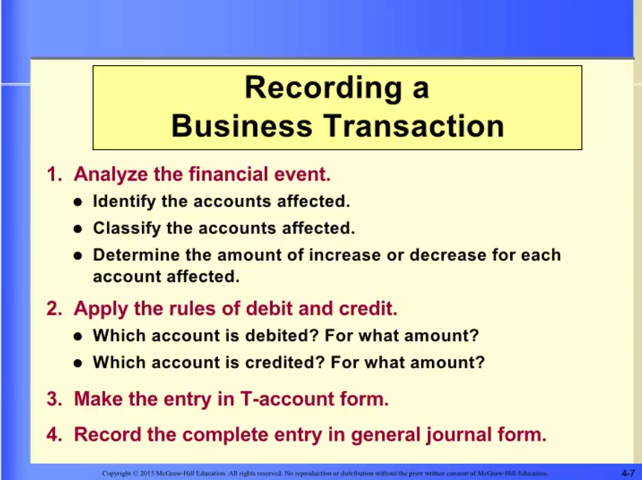 Recording a
Business Transaction
1. Analyze the financial event.
● Identify the accounts affected.
● Classify the accounts affected.
● Determine the amount of increase or decrease for each
account affected.
2. Apply the rules of debit and credit.
● Which account is debited? For what amount?
● Which account is credited? For what amount?
3. Make the entry in T-account form.
4. Record the complete entry in general journal form.
Copyright © 2015 McGraw-Hill Education. All rights reserved. No reproduction or distribution without the prior written consent of McGraw-Hill Education.
4-7